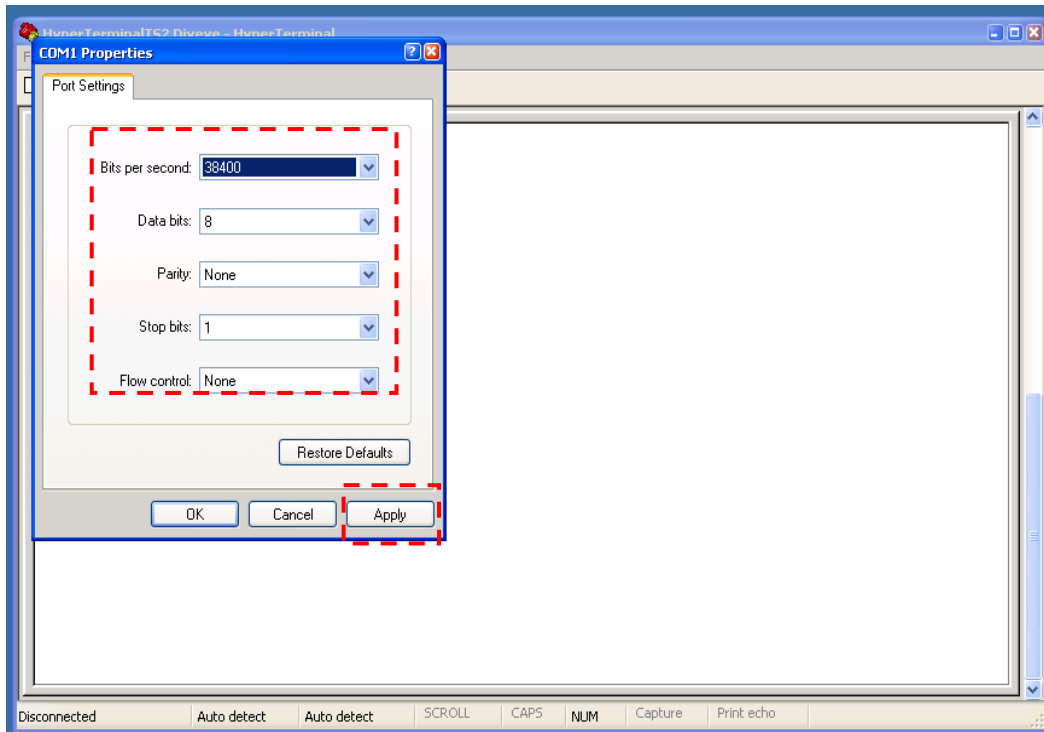 HyperTerminalTS2 Diveye - HyperTerminal
COM1 Properties
Port Settings
Bits per second: 38400
Data bits: 8
Parity: None
Stop bits: 1
Flow control: None
Restore Defaults
OK Cancel Apply
Disconnected Auto detect Auto detect SCROLL CAPS NUM Capture Print echo